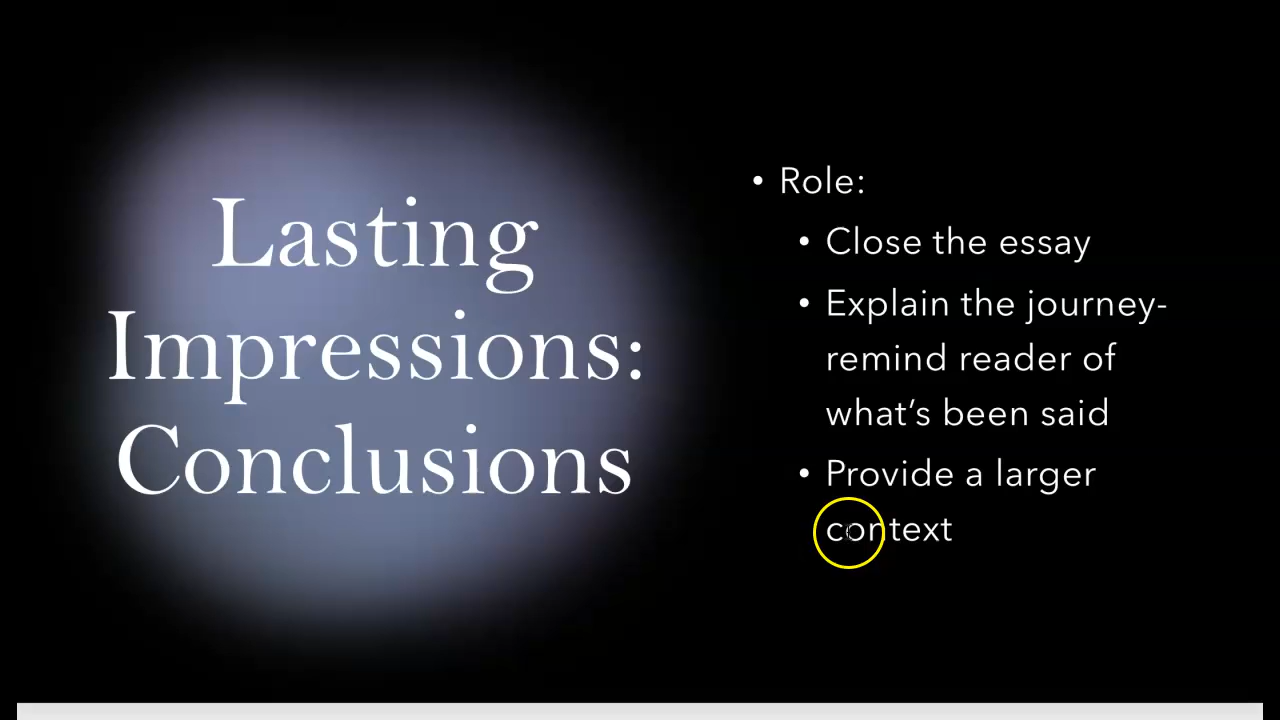 Lasting
Impressions:
Conclusions
• Role:
• Close the essay
• Explain the journey-
remind reader of
what’s been said
• Provide a larger
context